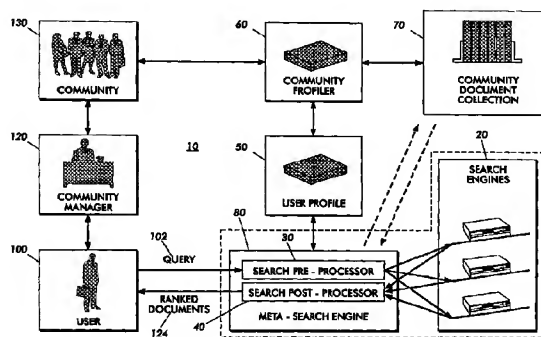 130
COMMUNITY
60
COMMUNITY
PROFILER
70
COMMUNITY
DOCUMENT
COLLECTION
120
COMMUNITY
MANAGER
10
50
USER PROFILE
20
SEARCH
ENGINES
100
USER
102
QUERY
RANKED
DOCUMENTS
124
80
30
SEARCH PRE - PROCESSOR
SEARCH POST - PROCESSOR
40
META - SEARCH ENGINE